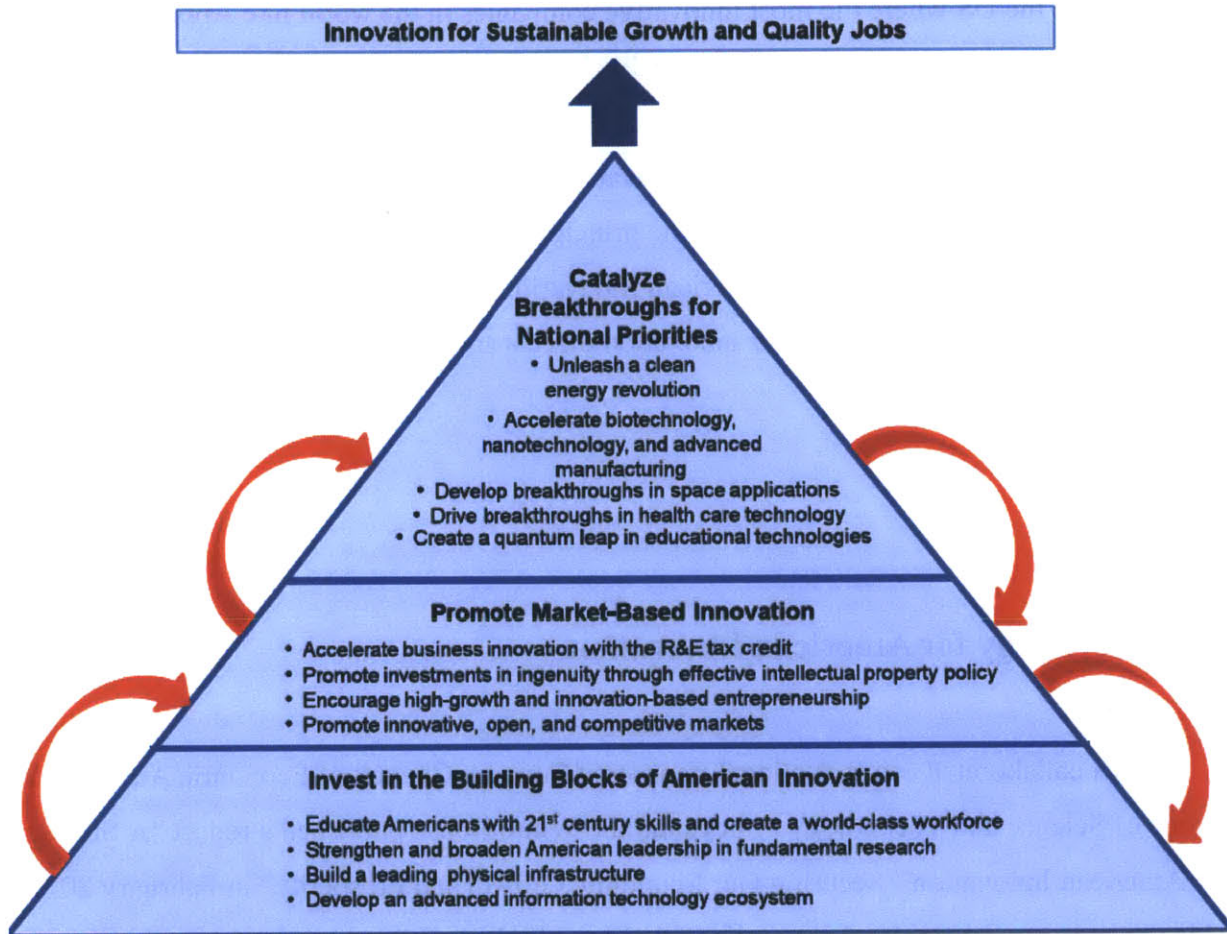 Innovation for Sustainable Growth and Quality Jobs
Catalyze
Breakthroughs for
National Priorities
• Unleash a clean
energy revolution
• Accelerate biotechnology,
nanotechnology, and advanced
manufacturing
• Develop breakthroughs in space applications
• Drive breakthroughs in health care technology
• Create a quantum leap in educational technologies
Promote Market-Based Innovation
• Accelerate business innovation with the R&E tax credit
• Promote investments in ingenuity through effective intellectual property policy
• Encourage high-growth and innovation-based entrepreneurship
• Promote innovative, open, and competitive markets
Invest in the Building Blocks of American Innovation
• Educate Americans with 21st century skills and create a world-class workforce
• Strengthen and broaden American leadership in fundamental research
• Build a leading physical infrastructure
• Develop an advanced information technology ecosystem